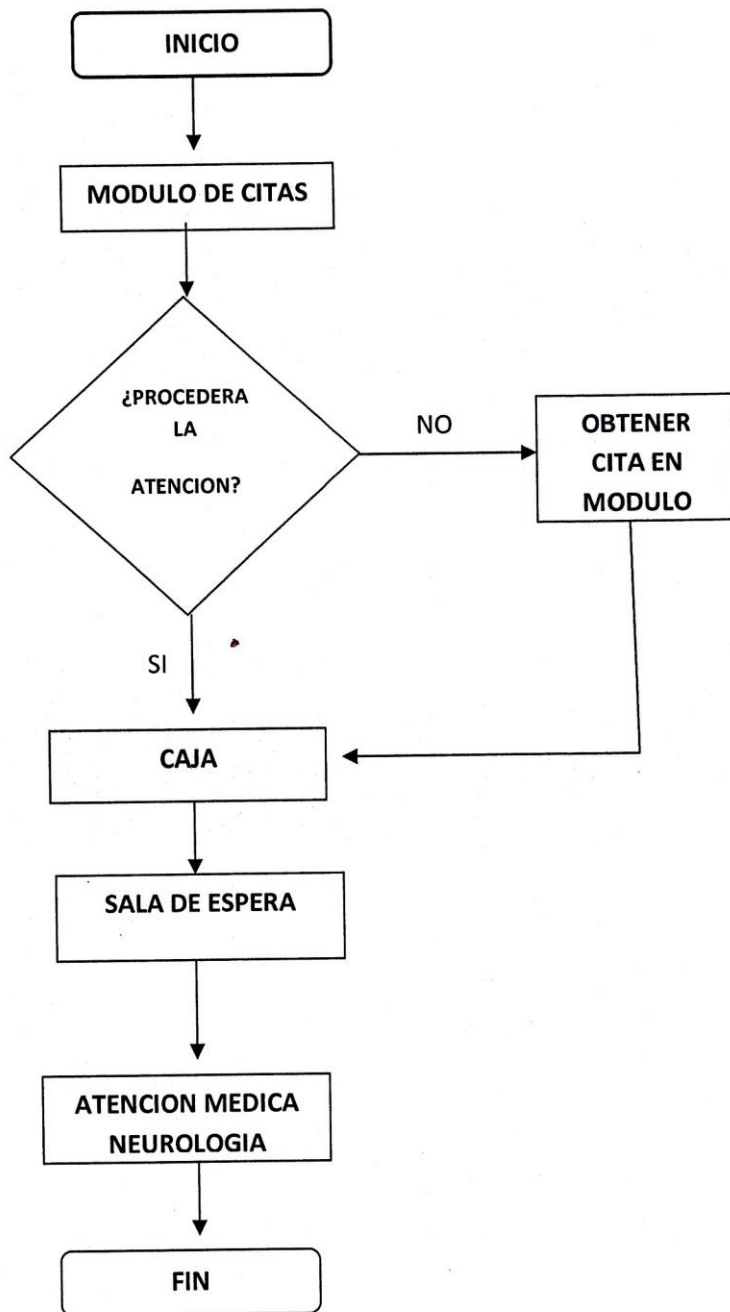 INICIO
MODULO DE CITAS
¿PROCEDERA
LA
ATENCION?
NO
OBTENER
CITA EN
MODULO
SI
CAJA
SALA DE ESPERA
ATENCION MEDICA
NEUROLOGIA
FIN